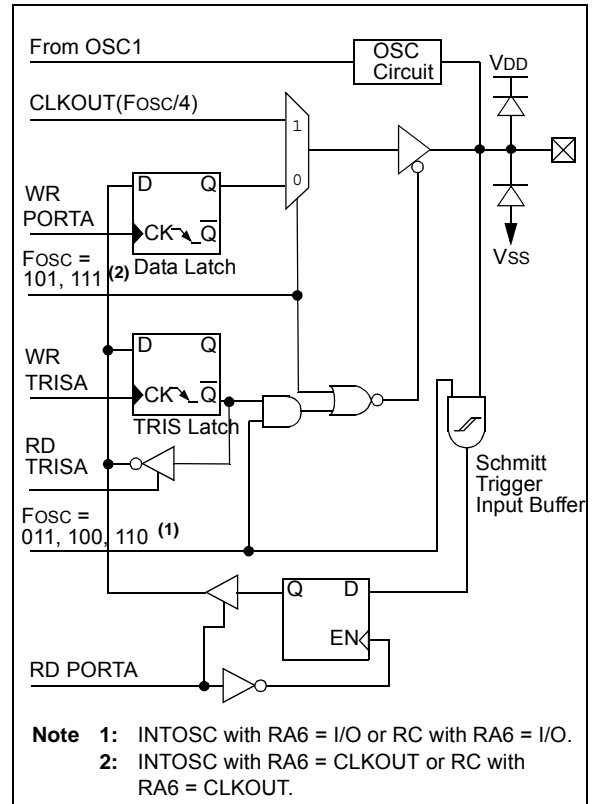 From OSC1
OSC
Circuit
VDD
CLKOUT(FOSC/4)
1
0
D Q
WR
PORTA
CK Q
Data Latch
FOSC =
101, 111 (2)
VSS
D Q
WR
TRISA
CK Q
TRIS Latch
RD
TRISA
Schmitt
Trigger
Input Buffer
FOSC =
011, 100, 110 (1)
Q D
EN
RD PORTA
Note 1: INTOSC with RA6 = I/O or RC with RA6 = I/O.
2: INTOSC with RA6 = CLKOUT or RC with
RA6 = CLKOUT.